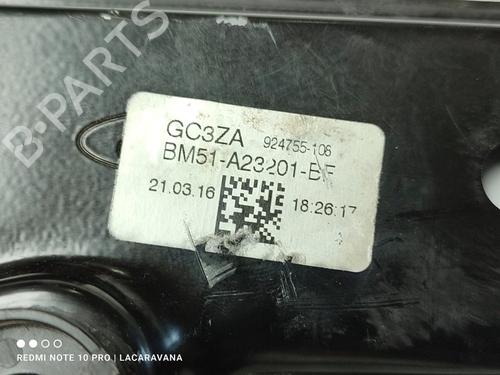 B-PARTS
GC3ZA 924755-106
BM51-A23201-BF
21.03.16 18:26:17
REDMI NOTE 10 PRO | LACARAVANA